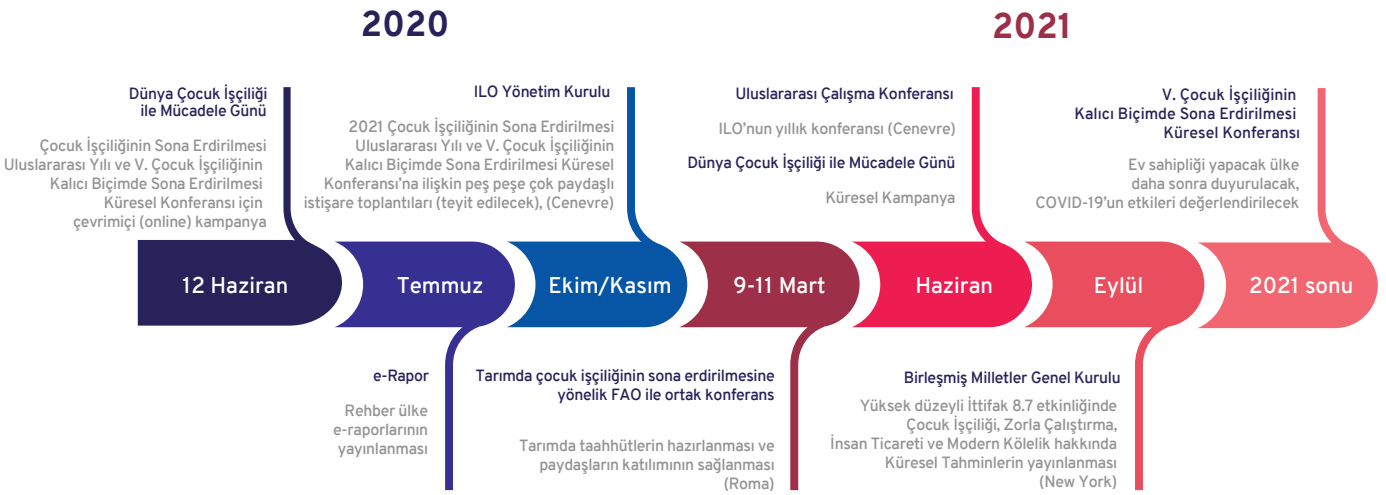 2020
2021
Dünya Çocuk İşçiliği
ile Mücadele Günü
Çocuk İşçiliğinin Sona Erdirilmesi
Uluslararası Yılı ve V. Çocuk İşçiliğinin
Kalıcı Biçimde Sona Erdirilmesi
Küresel Konferansı için
çevrimiçi (online) kampanya
ILO Yönetim Kurulu
2021 Çocuk İşçiliğinin Sona Erdirilmesi
Uluslararası Yılı ve V. Çocuk İşçiliğinin
Kalıcı Biçimde Sona Erdirilmesi Küresel
Konferansı’na ilişkin peş peşe çok paydaşlı
istişare toplantıları (teyit edilecek), (Cenevre)
Uluslararası Çalışma Konferansı
ILO’nun yıllık konferansı (Cenevre)
Dünya Çocuk İşçiliği ile Mücadele Günü
Küresel Kampanya
V. Çocuk İşçiliğinin
Kalıcı Biçimde Sona Erdirilmesi
Küresel Konferansı
Ev sahipliği yapacak ülke
daha sonra duyurulacak,
COVID-19’un etkileri değerlendirilecek
12 Haziran
Temmuz
Ekim/Kasım
9-11 Mart
Haziran
Eylül
2021 sonu
e-Rapor
Rehber ülke
e-raporlarının
yayınlanması
Tarımda çocuk işçiliğinin sona erdirilmesine
yönelik FAO ile ortak konferans
Tarımda taahhütlerin hazırlanması ve
paydaşların katılımının sağlanması
(Roma)
Birleşmiş Milletler Genel Kurulu
Yüksek düzeyli İttifak 8.7 etkinliğinde
Çocuk İşçiliği, Zorla Çalıştırma,
İnsan Ticareti ve Modern Kölelik hakkında
Küresel Tahminlerin yayınlanması
(New York)